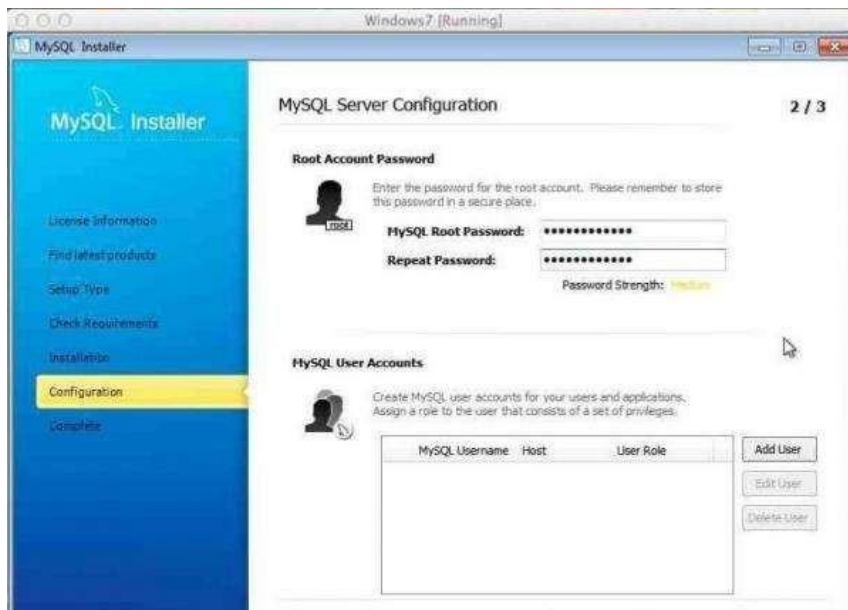 Windows7 [Running]
MySQL Installer
MySQL Installer
License Information
Find latest products
Setup Type
Check Requirements
Installation
Configuration
Complete
MySQL Server Configuration
2 / 3
Root Account Password
Enter the password for the root account. Please remember to store
this password in a secure place.
root
MySQL Root Password:
Repeat Password:
Password Strength: Medium
MySQL User Accounts
Create MySQL user accounts for your users and applications.
Assign a role to the user that consists of a set of privileges.
MySQL Username Host User Role
Add User
Edit User
Delete User